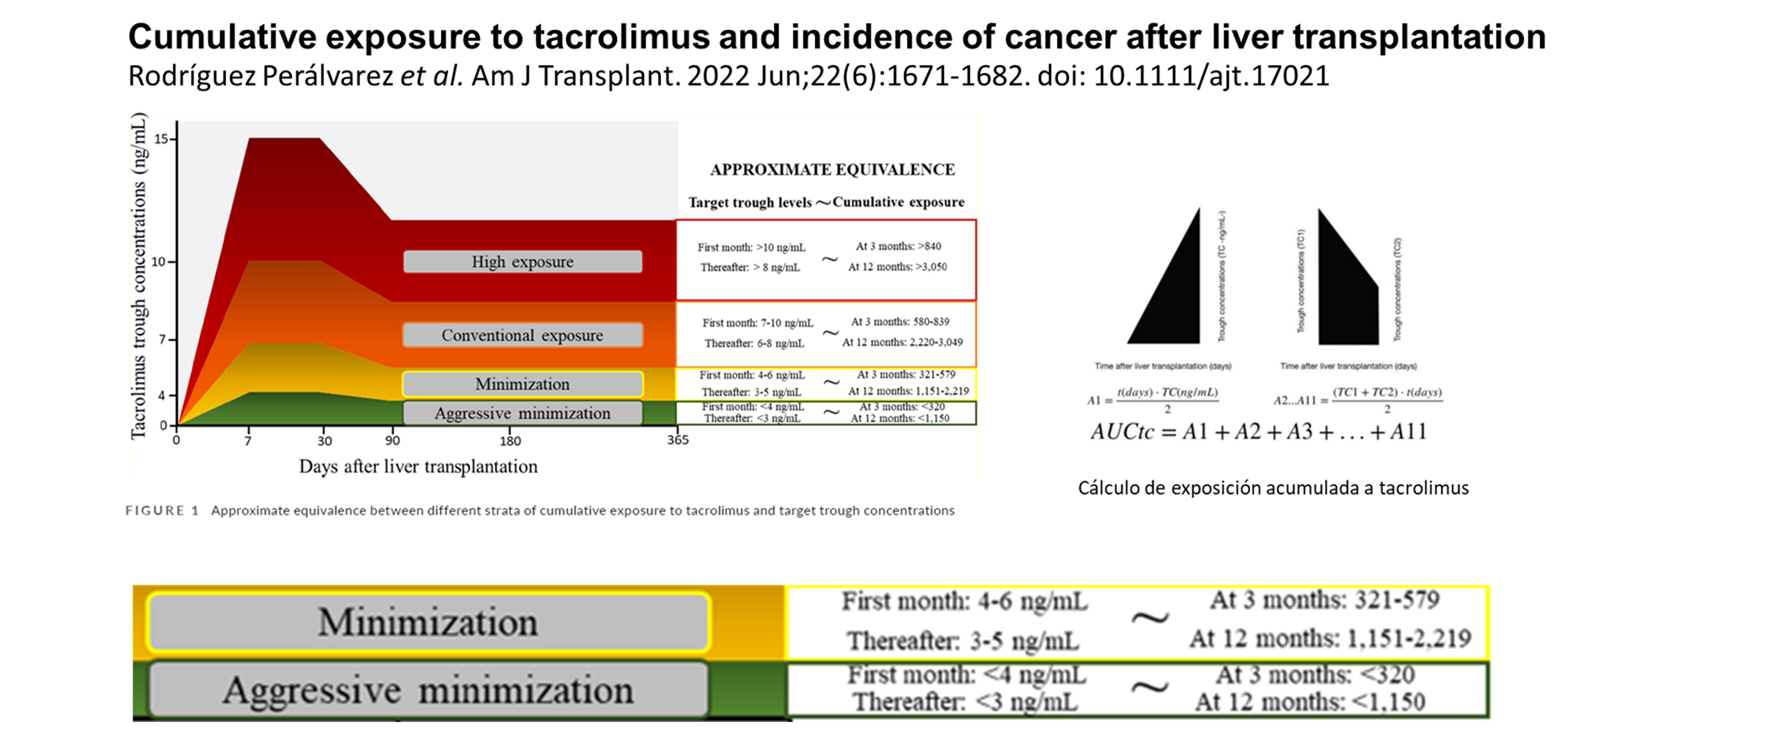 Cumulative exposure to tacrolimus and incidence of cancer after liver transplantation
Rodríguez Perálvarez et al. Am J Transplant. 2022 Jun;22(6):1671-1682. doi: 10.1111/ajt.17021
Tacrolimus trough concentrations (ng/mL)
15
10
7
4
0
0
7
30
90
180
365
Days after liver transplantation
High exposure
Conventional exposure
Minimization
Aggressive minimization
APPROXIMATE EQUIVALENCE
Target trough levels ~Cumulative exposure
First month: >10 ng/mL ~ At 3 months: >840
Thereafter: > 8 ng/mL At 12 months: >3,050
First month: 7-10 ng/mL ~ At 3 months: 580-839
Thereafter: 6-8 ng/mL At 12 months: 2,220-3,049
First month: 4-6 ng/mL ~ At 3 months: 321-579
Thereafter: 3-5 ng/mL At 12 months: 1,151-2,219
First month: <4 ng/mL ~ At 3 months: <320
Thereafter: <3 ng/mL At 12 months: <1,150
FIGURE 1 Approximate equivalence between different strata of cumulative exposure to tacrolimus and target trough concentrations
Trough concentrations (TC -ng/mL-)
Time after liver transplantation (days)
A1 = t(days) · TC(ng/mL) / 2
Trough concentrations (TC1)
Trough concentrations (TC2)
Time after liver transplantation (days)
A2...A11 = (TC1 + TC2) · t(days) / 2
AUCtc = A1 + A2 + A3 + . . . + A11
Cálculo de exposición acumulada a tacrolimus
Minimization
First month: 4-6 ng/mL ~ At 3 months: 321-579
Thereafter: 3-5 ng/mL At 12 months: 1,151-2,219
Aggressive minimization
First month: <4 ng/mL ~ At 3 months: <320
Thereafter: <3 ng/mL At 12 months: <1,150